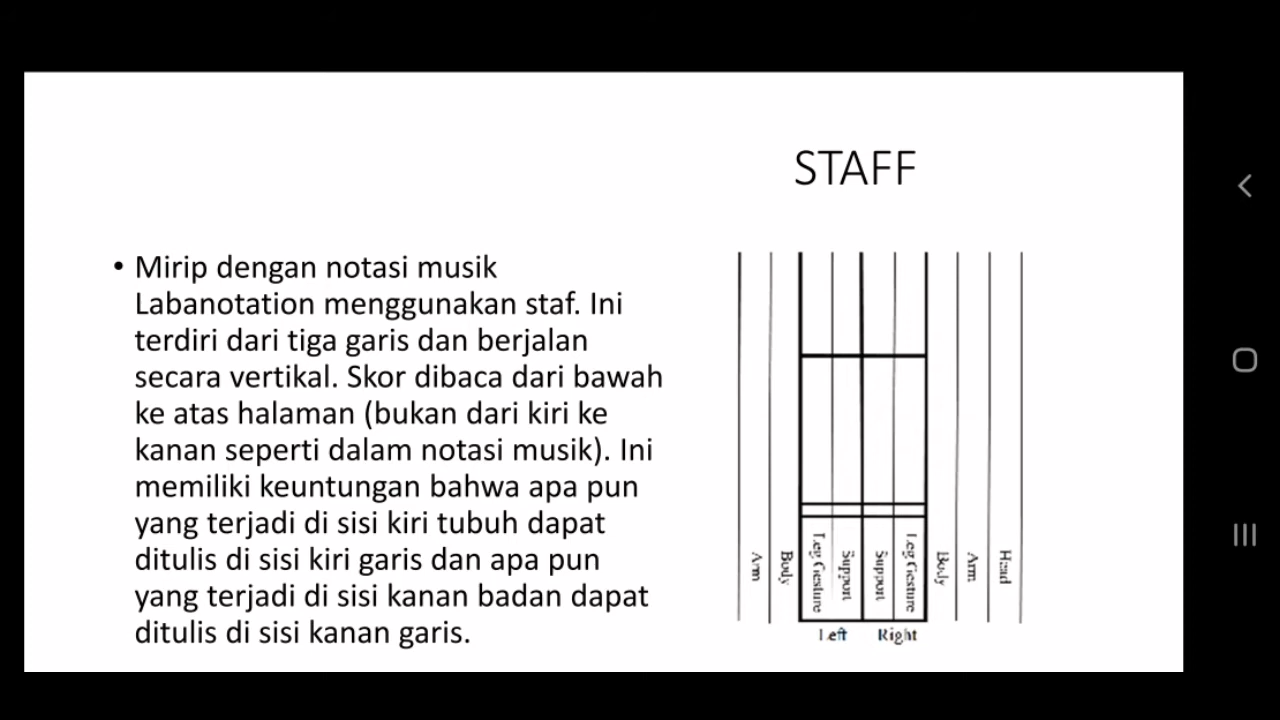 STAFF
• Mirip dengan notasi musik
Labanotation menggunakan staf. Ini
terdiri dari tiga garis dan berjalan
secara vertikal. Skor dibaca dari bawah
ke atas halaman (bukan dari kiri ke
kanan seperti dalam notasi musik). Ini
memiliki keuntungan bahwa apa pun
yang terjadi di sisi kiri tubuh dapat
ditulis di sisi kiri garis dan apa pun
yang terjadi di sisi kanan badan dapat
ditulis di sisi kanan garis.
Arm
Body
Leg Gesture
Support
Support
Leg Gesture
Body
Arm
Head
Left
Right